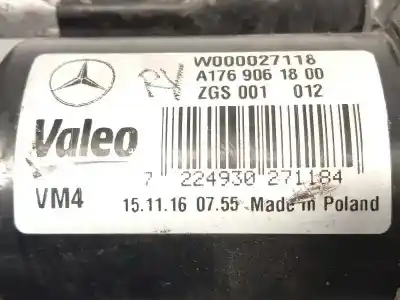 W000027118
A176 906 18 00
ZGS 001 012
Valeo
7 224930 271184
VM4
15.11.16 07.55 Made in Poland